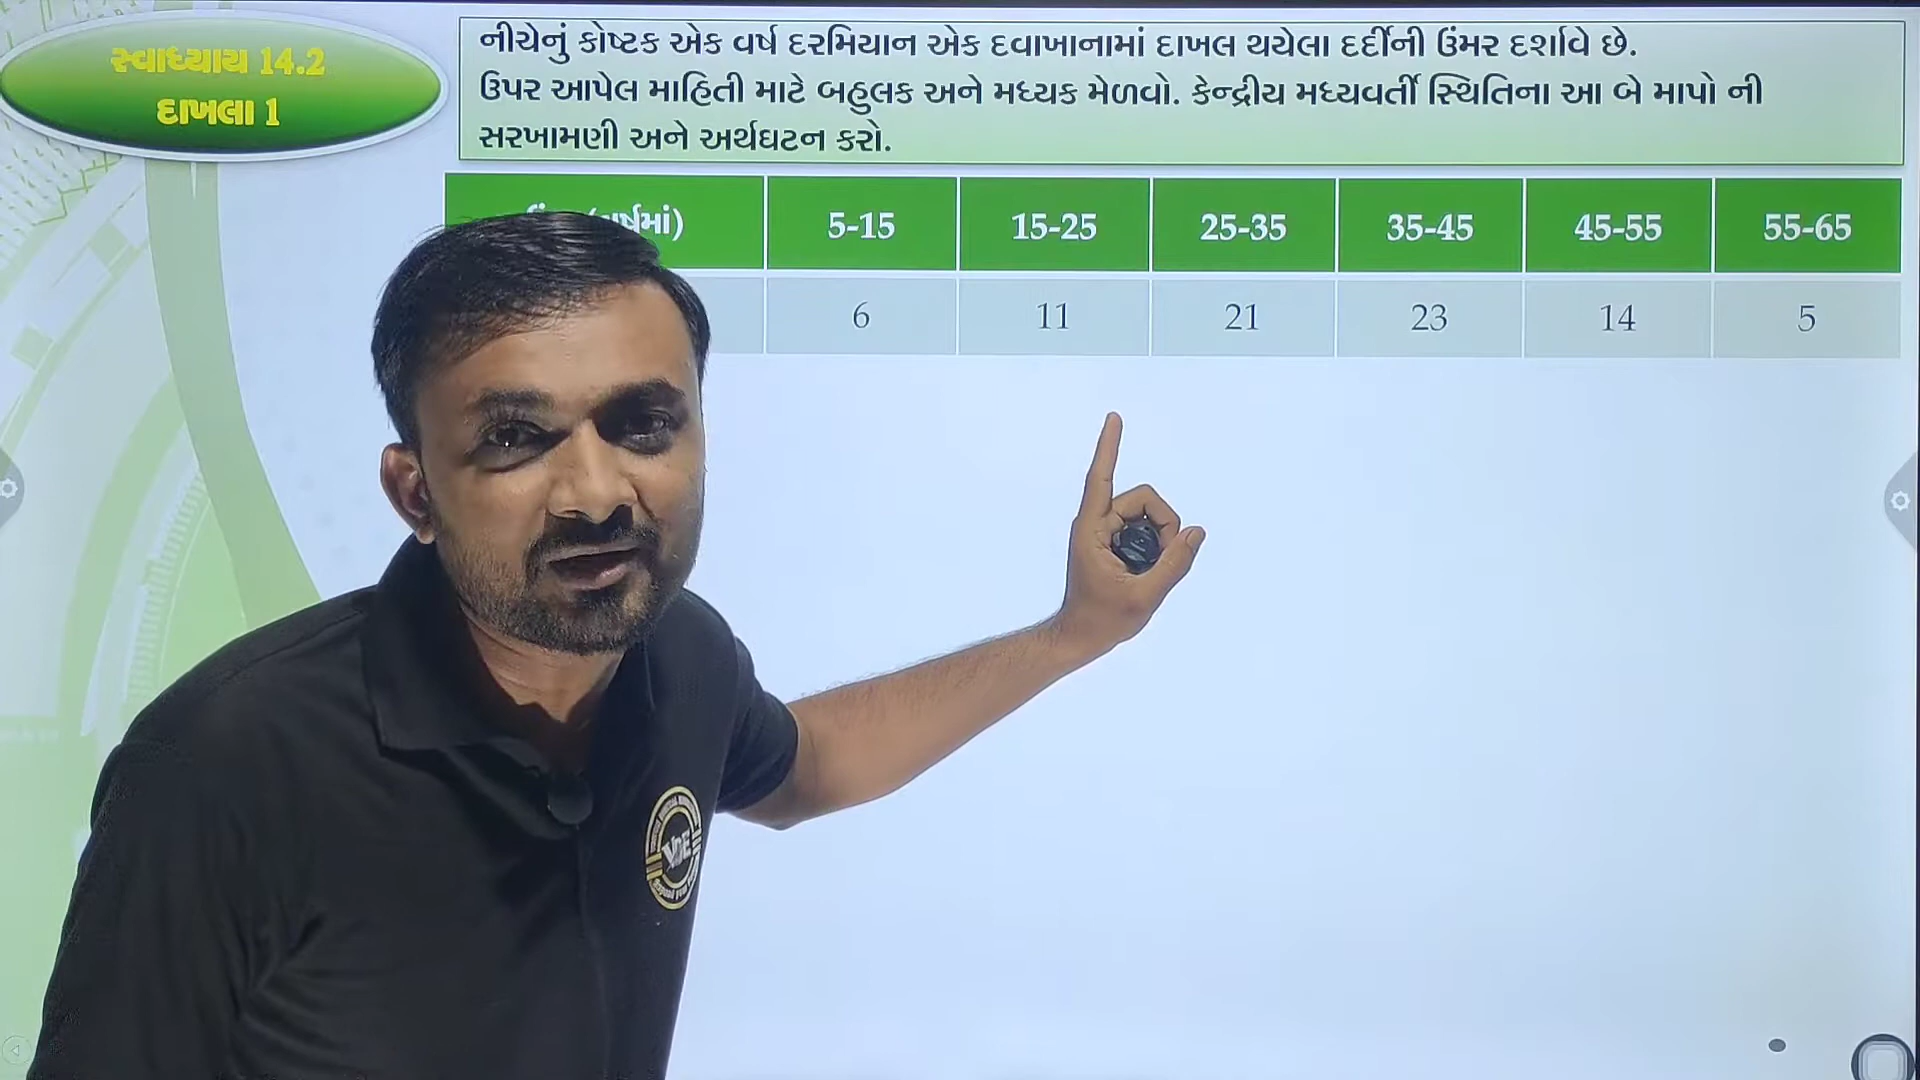 સ્વાધ્યાય 14.2
દાખલા 1
નીચેનું કોષ્ટક એક વર્ષ દરમિયાન એક દવાખાનામાં દાખલ થયેલા દર્દીની ઉંમર દર્શાવે છે.
ઉપર આપેલ માહિતી માટે બહુલક અને મધ્યક મેળવો. કેન્દ્રીય મધ્યવર્તી સ્થિતિના આ બે માપો ની
સરખામણી અને અર્થઘટન કરો.
5-15 15-25 25-35 35-45 45-55 55-65
6 11 21 23 14 5